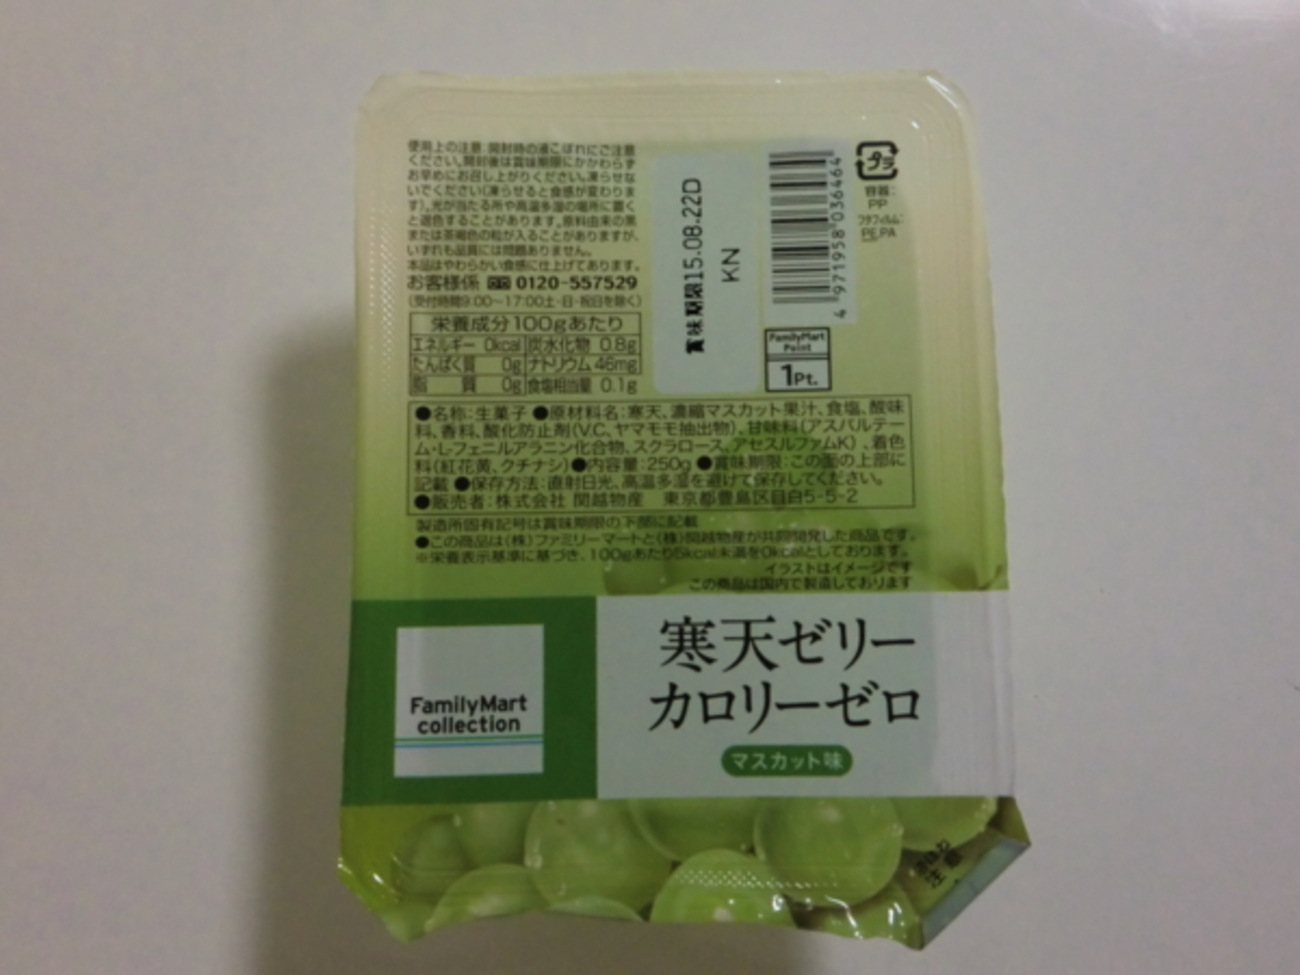 使用上の注意:開封時の液こぼれにご注意
ください。開封後は賞味期限にかかわらず
お早めにお召し上がりください。凍らせな
いでください(凍らせると食感が変わりま
す)。光が当たる所や高温多湿の場所に置く
と退色することがあります。原料由来の黒
または茶褐色の粒が入ることがありますが、
いずれも品質には問題ありません。
本品はやわらかい食感に仕上げてあります。
お客様係 0120-557529
(受付時間9:00〜17:00土・日・祝日を除く)
栄養成分100gあたり
エネルギー 0kcal 炭水化物 0.8g
たんぱく質 0g ナトリウム 46mg
脂質 0g 食塩相当量 0.1g
賞味期限15.08.22D
KN
4 971958 036464
プラ
容器:
PP
フタフィルム:
PE,PA
FamilyMart
Point
1Pt.
●名称:生菓子 ●原材料名:寒天、濃縮マスカット果汁、食塩、酸味
料、香料、酸化防止剤(V.C、ヤマモモ抽出物)、甘味料(アスパルテー
ム・L-フェニルアラニン化合物、スクラロース、アセスルファムK)、着色
料(紅花黄、クチナシ)●内容量:250g ●賞味期限:この面の上部に
記載 ●保存方法:直射日光、高温多湿を避けて保存してください。
●販売者:株式会社 関越物産 東京都豊島区目白5-5-2
製造所固有記号は賞味期限の下部に記載
●この商品は(株)ファミリーマートと(株)関越物産が共同開発した商品です。
※栄養表示基準に基づき、100gあたり5kcal未満を0kcalとしております。
イラストはイメージです
この商品は国内で製造しております
FamilyMart
collection
寒天ゼリー
カロリーゼロ
マスカット味
注意